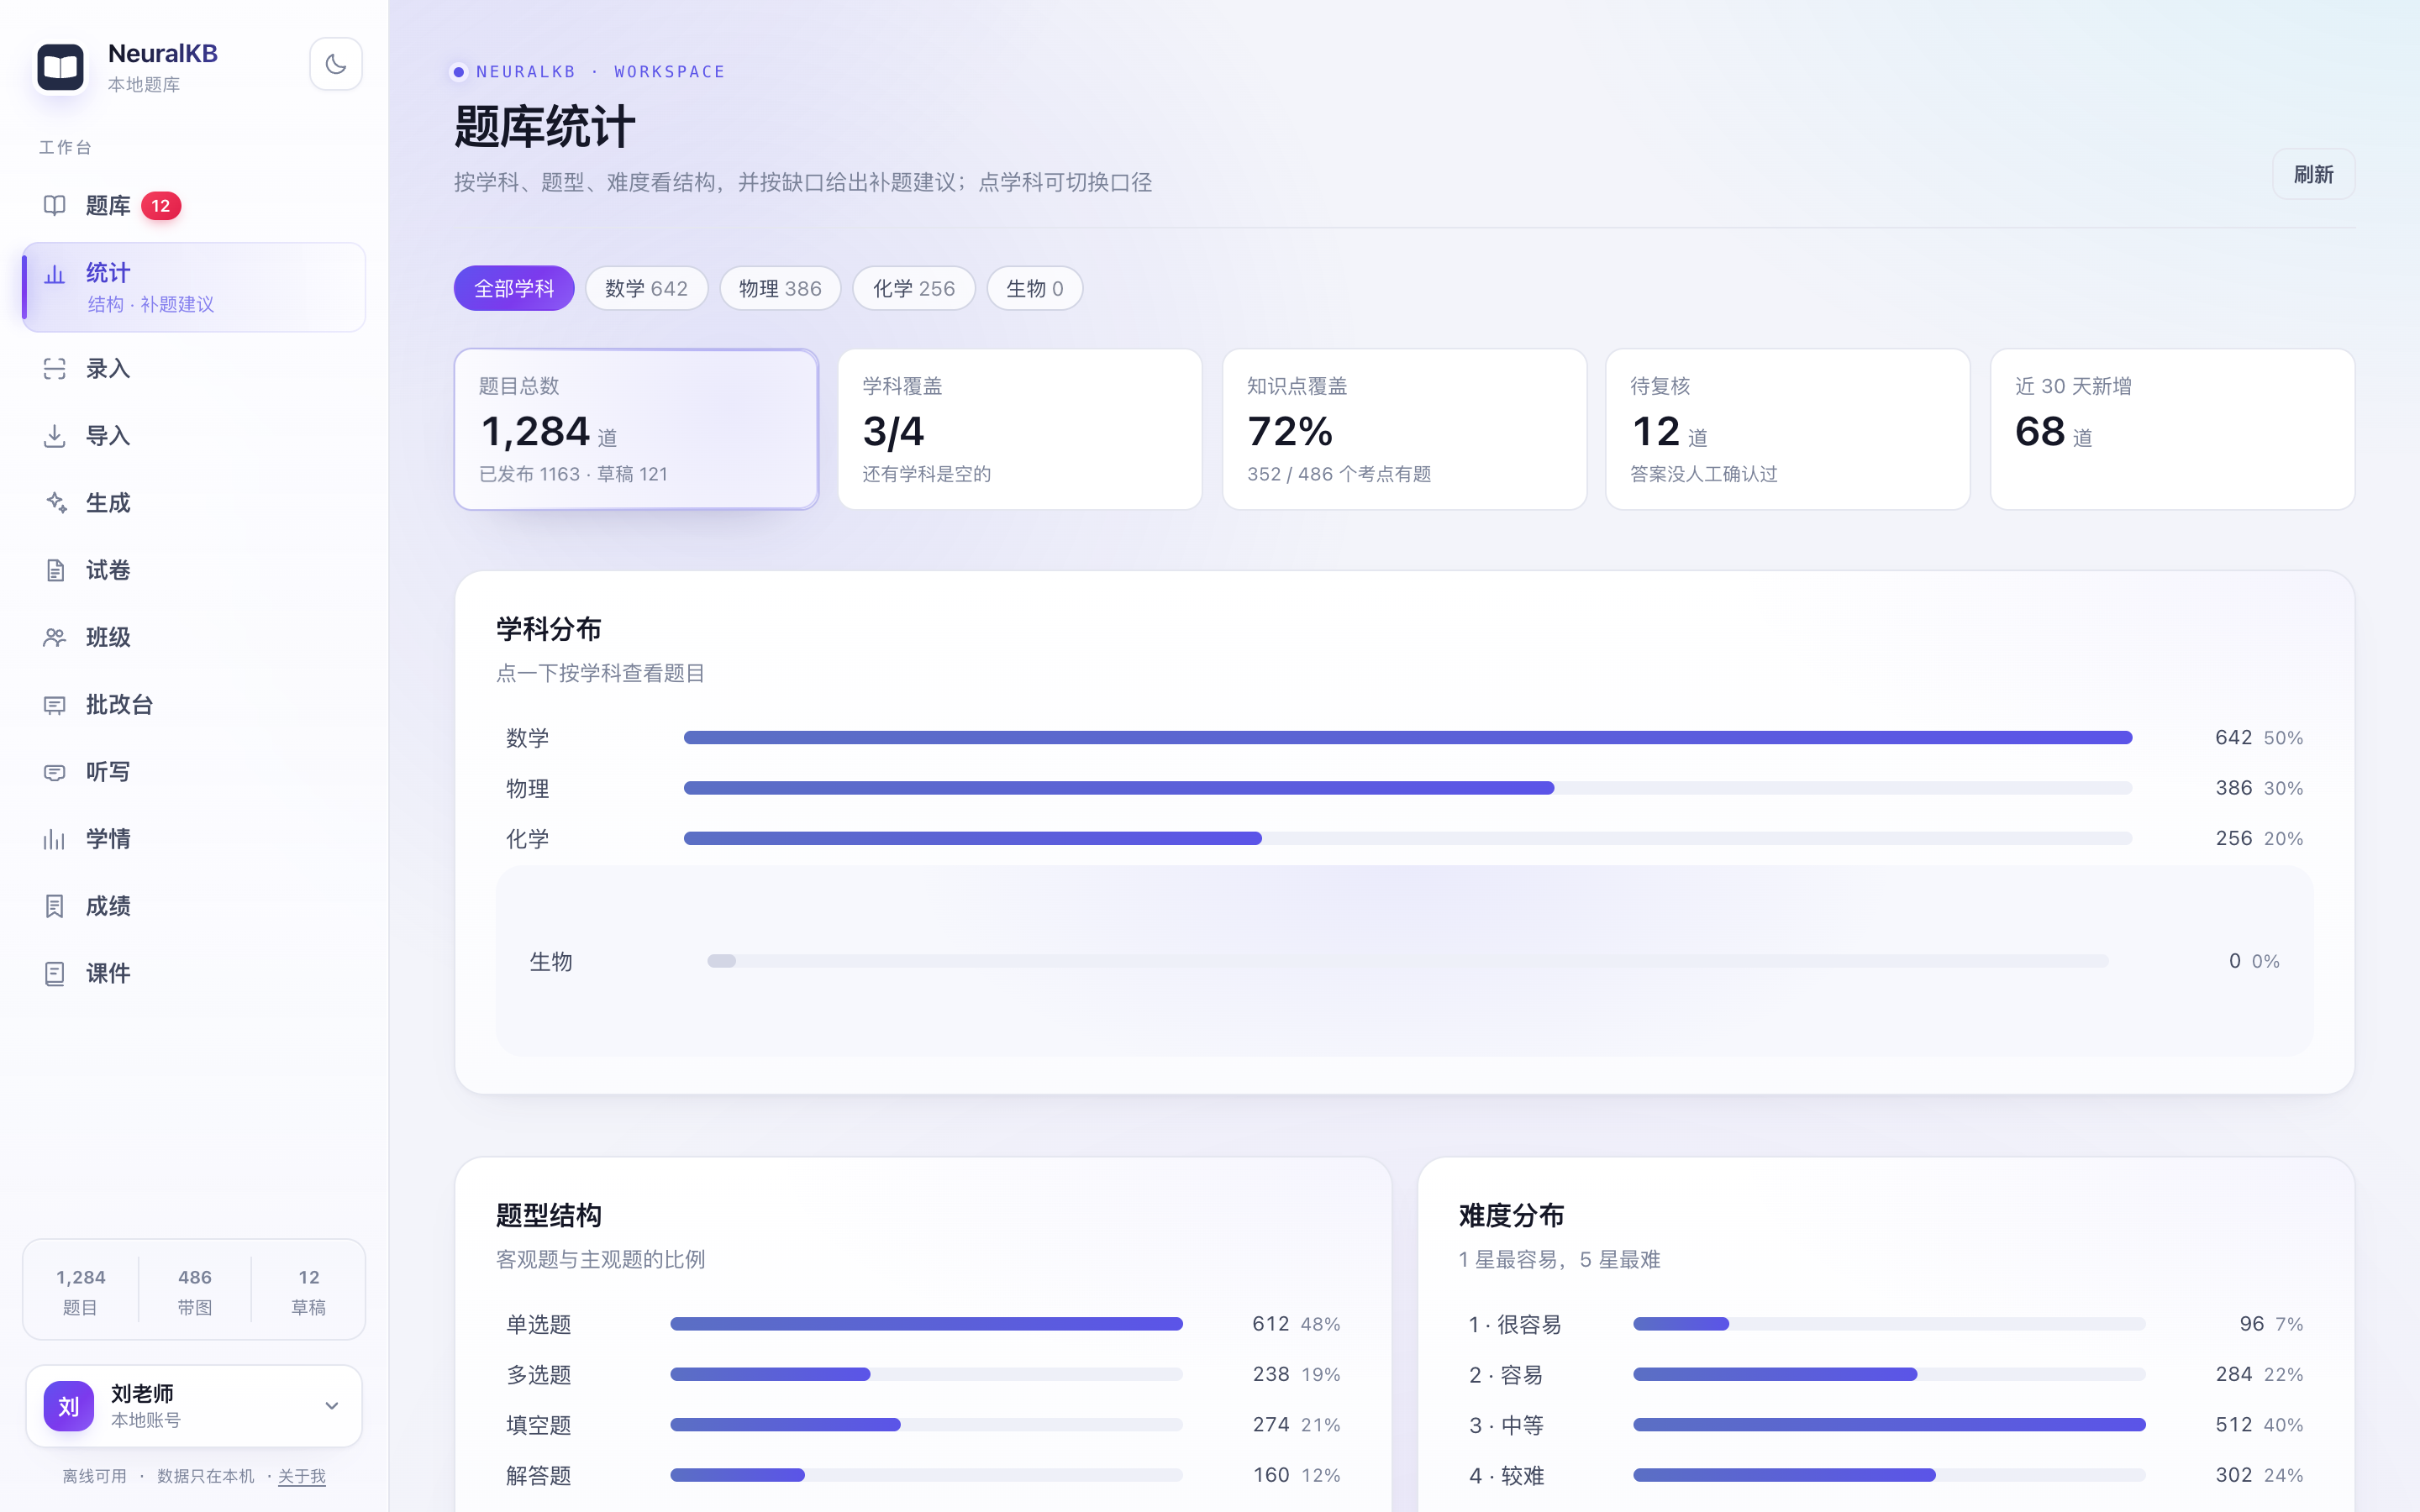 NeuralKB
本地题库
工作台
题库 12
统计
结构 · 补题建议
录入
导入
生成
试卷
班级
批改台
听写
学情
成绩
课件
1,284 486 12
题目 带图 草稿
刘 刘老师
本地账号
离线可用 · 数据只在本机 · 关于我
NEURALKB · WORKSPACE
题库统计
按学科、题型、难度看结构，并按缺口给出补题建议；点学科可切换口径
刷新
全部学科 数学 642 物理 386 化学 256 生物 0
题目总数
1,284 道
已发布 1163 · 草稿 121
学科覆盖
3/4
还有学科是空的
知识点覆盖
72%
352 / 486 个考点有题
待复核
12 道
答案没人工确认过
近 30 天新增
68 道
学科分布
点一下按学科查看题目
数学 642 50%
物理 386 30%
化学 256 20%
生物 0 0%
题型结构
客观题与主观题的比例
单选题 612 48%
多选题 238 19%
填空题 274 21%
解答题 160 12%
难度分布
1 星最容易，5 星最难
1 · 很容易 96 7%
2 · 容易 284 22%
3 · 中等 512 40%
4 · 较难 302 24%